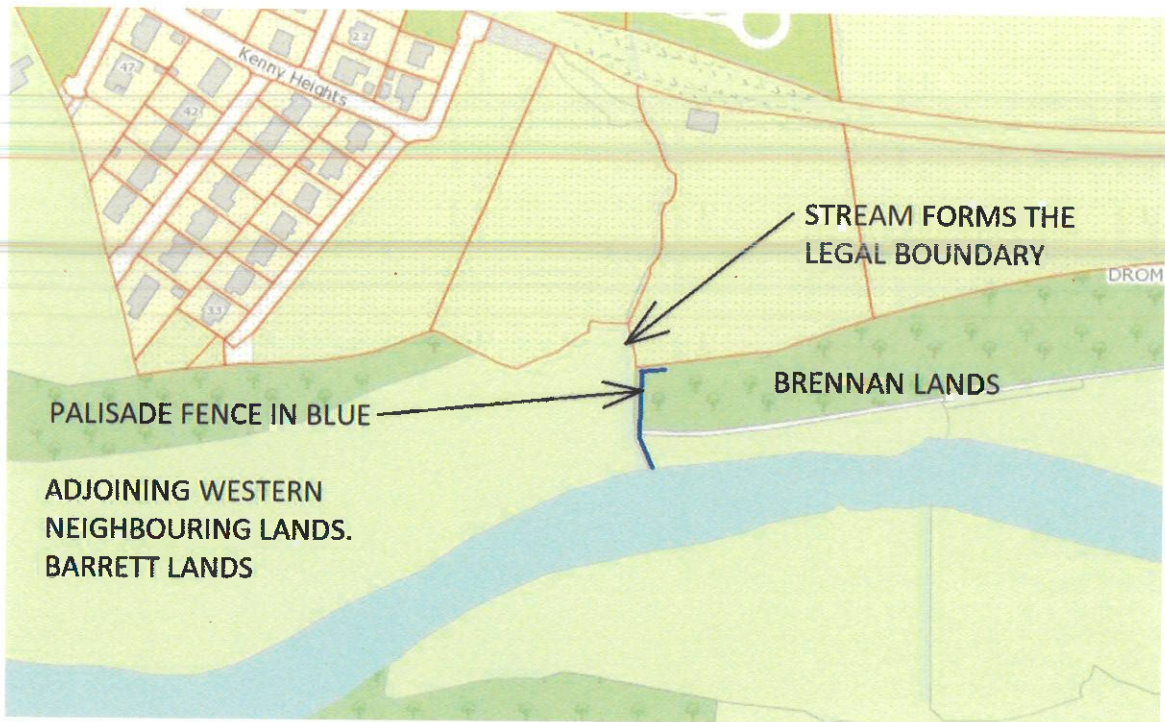 22
47
Kenny Heights
42
STREAM FORMS THE
LEGAL BOUNDARY
DROM
33
BRENNAN LANDS
PALISADE FENCE IN BLUE
ADJOINING WESTERN
NEIGHBOURING LANDS.
BARRETT LANDS